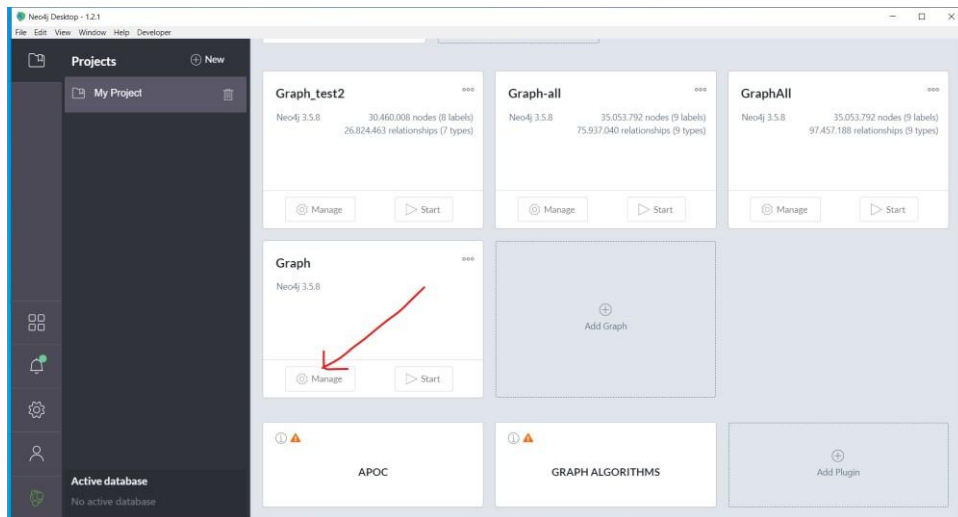 Neo4j Desktop - 1.2.1
File Edit View Window Help Developer
Projects
New
My Project
Graph_test2
Neo4j 3.5.8
30.460.008 nodes (8 labels)
26.824.463 relationships (7 types)
Manage
Start
Graph-all
Neo4j 3.5.8
35.053.792 nodes (9 labels)
75.937.040 relationships (9 types)
Manage
Start
GraphAll
Neo4j 3.5.8
35.053.792 nodes (9 labels)
97.457.188 relationships (9 types)
Manage
Start
Graph
Neo4j 3.5.8
Manage
Start
Add Graph
APOC
GRAPH ALGORITHMS
Add Plugin
Active database
No active database